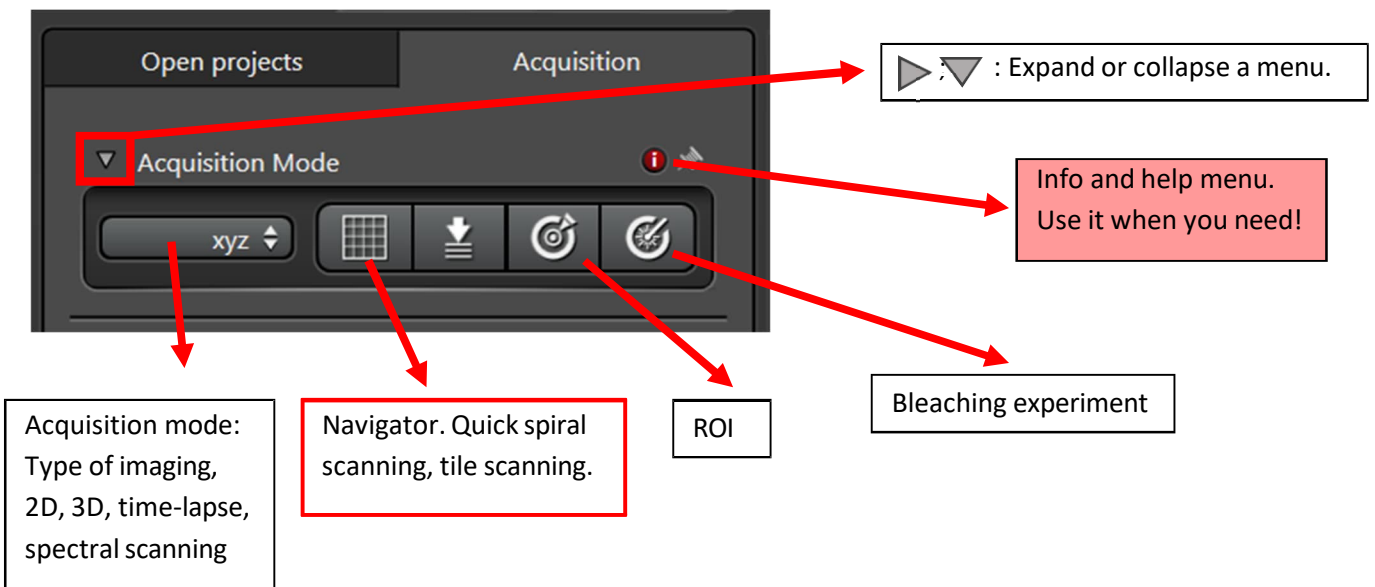 Open projects
Acquisition
: Expand or collapse a menu.
Acquisition Mode
i
Info and help menu.
Use it when you need!
xyz
Acquisition mode:
Type of imaging,
2D, 3D, time-lapse,
spectral scanning
Navigator. Quick spiral
scanning, tile scanning.
ROI
Bleaching experiment